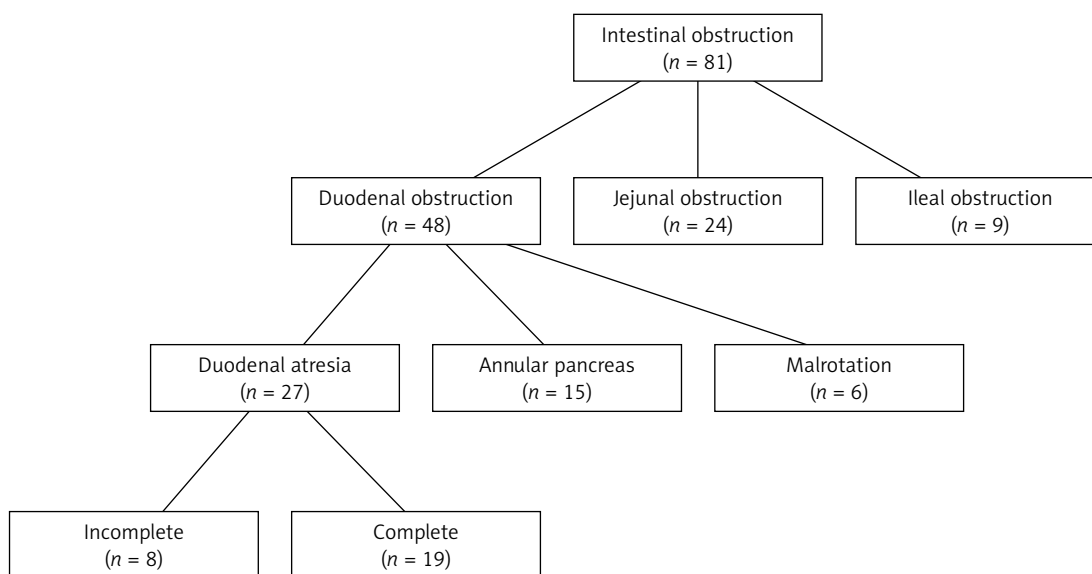 Intestinal obstruction
(n = 81)
Duodenal obstruction
(n = 48)
Jejunal obstruction
(n = 24)
Ileal obstruction
(n = 9)
Duodenal atresia
(n = 27)
Annular pancreas
(n = 15)
Malrotation
(n = 6)
Incomplete
(n = 8)
Complete
(n = 19)